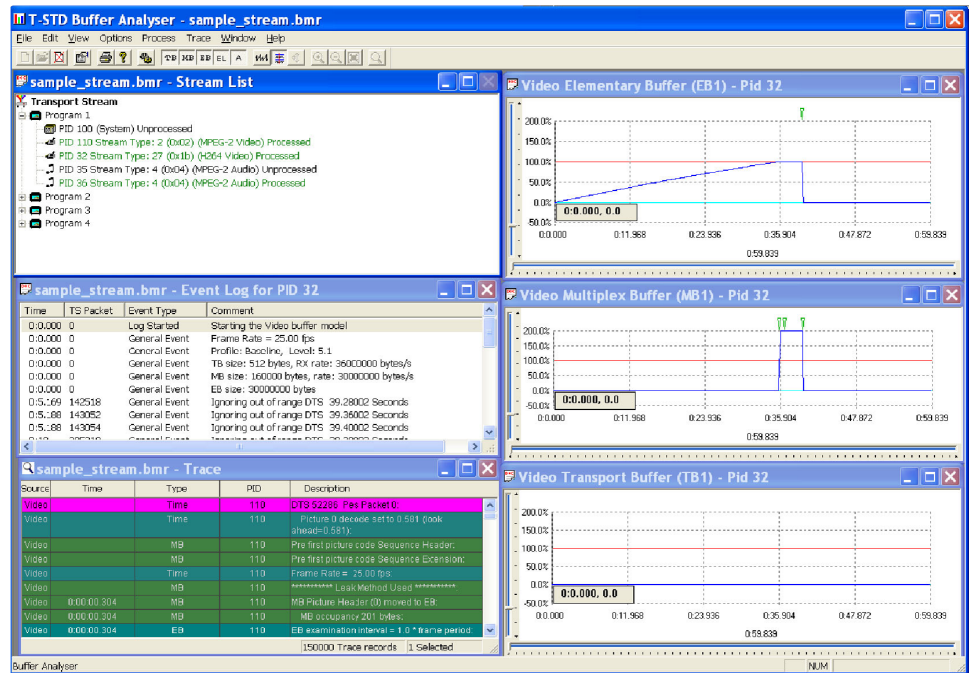 T-STD Buffer Analyser - sample_stream.bmr
File Edit View Options Process Trace Window Help
TB MB EB EL A
sample_stream.bmr - Stream List
Transport Stream
Program 1
PID 100 (System) Unprocessed
PID 110 Stream Type: 2 (0x02) (MPEG-2 Video) Processed
PID 32 Stream Type: 27 (0x1b) (H264 Video) Processed
PID 35 Stream Type: 4 (0x04) (MPEG-2 Audio) Unprocessed
PID 36 Stream Type: 4 (0x04) (MPEG-2 Audio) Processed
Program 2
Program 3
Program 4
sample_stream.bmr - Event Log for PID 32
Time TS Packet Event Type Comment
0:0.000 0 Log Started Starting the Video buffer model
0:0.000 0 General Event Frame Rate = 25.00 fps
0:0.000 0 General Event Profile: Baseline, Level: 5.1
0:0.000 0 General Event TB size: 512 bytes, RX rate: 36000000 bytes/s
0:0.000 0 General Event MB size: 160000 bytes, rate: 30000000 bytes/s
0:0.000 0 General Event EB size: 30000000 bytes
0:5.169 142518 General Event Ignoring out of range DTS 39.28002 Seconds
0:5.188 143052 General Event Ignoring out of range DTS 39.36002 Seconds
0:5.188 143054 General Event Ignoring out of range DTS 39.40002 Seconds
sample_stream.bmr - Trace
Source Time Type PID Description
Video Time 110 DTS 52286 Pes Packet 0:
Video Time 110 Picture 0 decode set to 0.581 (look ahead=0.581):
Video MB 110 Pre first picture code Sequence Header:
Video MB 110 Pre first picture code Sequence Excension:
Video Time 110 Frame Rate = 25.00 fps:
Video MB 110 *********** Leak Method Used ***********
Video 0:00:00.304 MB 110 MB Picture Header (0) moved to EB:
Video 0:00:00.304 MB 110 MB occupancy 201 bytes:
Video 0:00:00.304 EB 110 EB examination interval = 1.0 * frame period:
150000 Trace records 1 Selected
Video Elementary Buffer (EB1) - Pid 32
200.0%
150.0%
100.0%
50.0%
0.0%
-50.0%
0:0.000, 0.0
0:0.000 0:11.968 0:23.936 0:35.904 0:47.872 0:59.839
0:59.839
Video Multiplex Buffer (MB1) - Pid 32
200.0%
150.0%
100.0%
50.0%
0.0%
-50.0%
0:0.000, 0.0
0:0.000 0:11.968 0:23.936 0:35.904 0:47.872 0:59.839
0:59.839
Video Transport Buffer (TB1) - Pid 32
200.0%
150.0%
100.0%
50.0%
0.0%
-50.0%
0:0.000, 0.0
0:0.000 0:11.968 0:23.936 0:35.904 0:47.872 0:59.839
0:59.839
Buffer Analyser
NUM